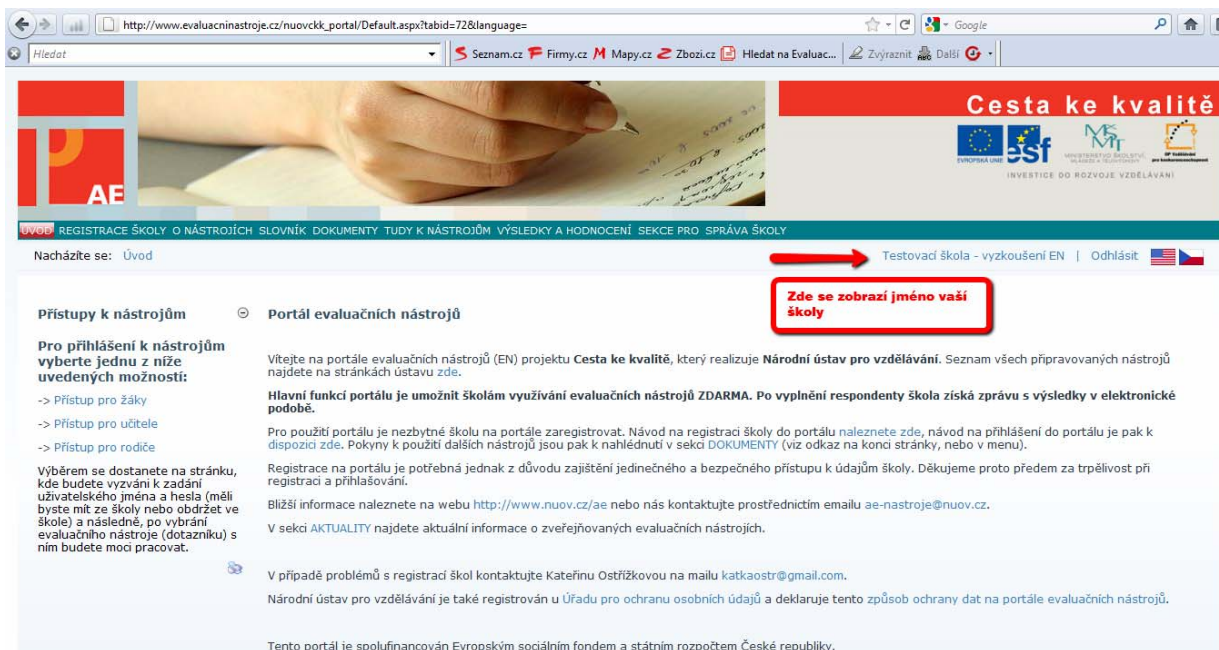 http://www.evaluacninastroje.cz/nuovckk_portal/Default.aspx?tabid=72&language=
Google
Hledat
Seznam.cz Firmy.cz Mapy.cz Zbozi.cz Hledat na Evaluac... Zvýraznit Další
AE
Cesta ke kvalitě
EVROPSKÁ UNIE esf MŠMT
INVESTICE DO ROZVOJE VZDĚLÁVÁNÍ
ÚVOD REGISTRACE ŠKOLY O NÁSTROJÍCH SLOVNÍK DOKUMENTY TUDY K NÁSTROJŮM VÝSLEDKY A HODNOCENÍ SEKCE PRO SPRÁVA ŠKOLY
Nacházíte se: Úvod
Testovací škola - vyzkoušení EN | Odhlásit
Zde se zobrazí jméno vaší
školy
Přístupy k nástrojům
Pro přihlášení k nástrojům
vyberte jednu z níže
uvedených možností:
-> Přístup pro žáky
-> Přístup pro učitele
-> Přístup pro rodiče
Výběrem se dostanete na stránku,
kde budete vyzváni k zadání
uživatelského jména a hesla (měli
byste mít ze školy nebo obdržet ve
škole) a následně, po vybrání
evaluačního nástroje (dotazníku) s
ním budete moci pracovat.
Portál evaluačních nástrojů
Vítejte na portále evaluačních nástrojů (EN) projektu Cesta ke kvalitě, který realizuje Národní ústav pro vzdělávání. Seznam všech připravovaných nástrojů
najdete na stránkách ústavu zde.
Hlavní funkcí portálu je umožnit školám využívání evaluačních nástrojů ZDARMA. Po vyplnění respondenty škola získá zprávu s výsledky v elektronické
podobě.
Pro použití portálu je nezbytné školu na portále zaregistrovat. Návod na registraci školy do portálu naleznete zde, návod na přihlášení do portálu je pak k
dispozici zde. Pokyny k použití dalších nástrojů jsou pak k nahlédnutí v sekci DOKUMENTY (viz odkaz na konci stránky, nebo v menu).
Registrace na portálu je potřebná jednak z důvodu zajištění jedinečného a bezpečného přístupu k údajům školy. Děkujeme proto předem za trpělivost při
registraci a přihlašování.
Bližší informace naleznete na webu http://www.nuov.cz/ae nebo nás kontaktujte prostřednictím emailu ae-nastroje@nuov.cz.
V sekci AKTUALITY najdete aktuální informace o zveřejňovaných evaluačních nástrojích.
V případě problémů s registrací škol kontaktujte Kateřinu Ostřížkovou na mailu katkaostr@gmail.com.
Národní ústav pro vzdělávání je také registrován u Úřadu pro ochranu osobních údajů a deklaruje tento způsob ochrany dat na portále evaluačních nástrojů.
Tento portál je spolufinancován Evropským sociálním fondem a státním rozpočtem České republiky.